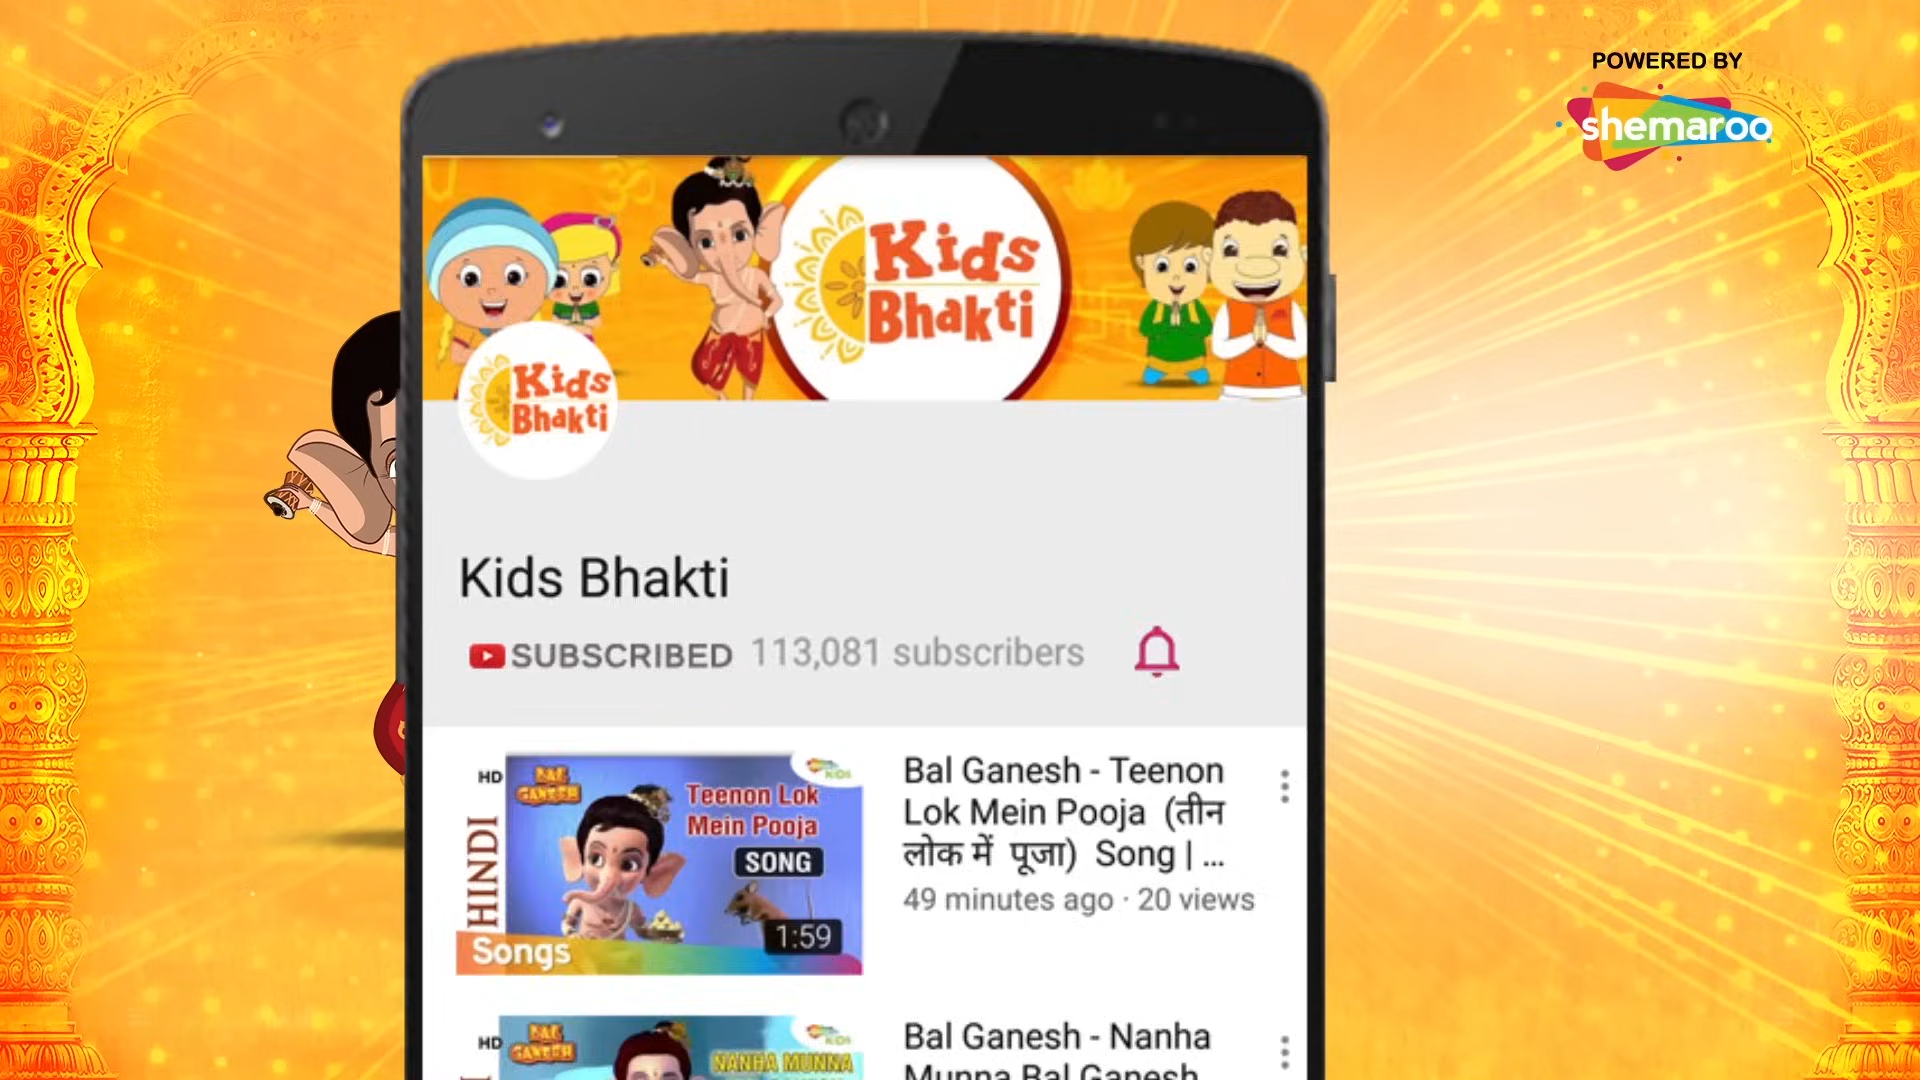 POWERED BY
shemaroo
Kids
Bhakti
Kids
Bhakti
Kids Bhakti
SUBSCRIBED 113,081 subscribers
HD
BAL
GANESH
HINDI
Teenon Lok
Mein Pooja
SONG
1:59
Songs
KIDS
Bal Ganesh - Teenon
Lok Mein Pooja (तीन
लोक में पूजा) Song | ...
49 minutes ago · 20 views
HD
BAL
GANESH
NANHA MUNNA
KIDS
Bal Ganesh - Nanha
Munna Bal Ganesh